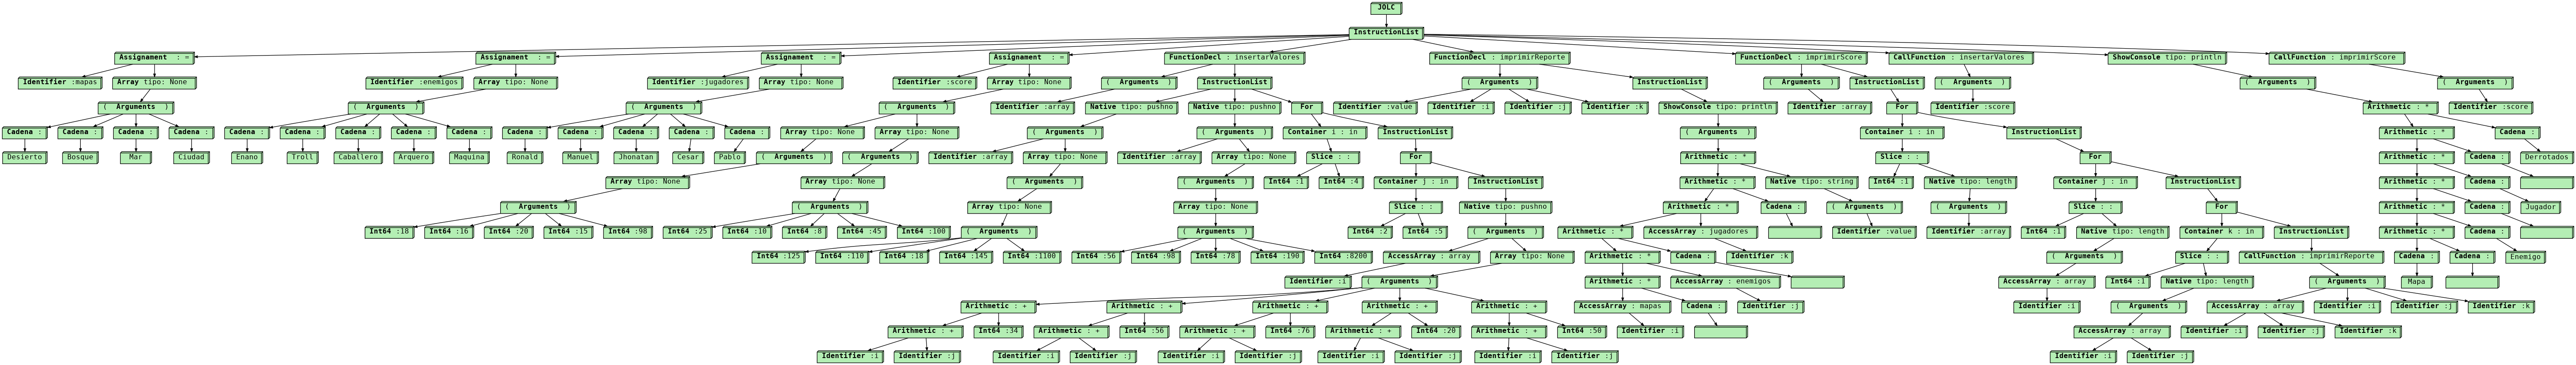 JOLC
InstructionList
Assignament : = Assignament : = Assignament : = Assignament : = FunctionDecl : insertarValores FunctionDecl : imprimirReporte FunctionDecl : imprimirScore CallFunction : insertarValores ShowConsole tipo: println CallFunction : imprimirScore
Identifier :mapas Array tipo: None Identifier :enemigos Array tipo: None Identifier :jugadores Array tipo: None Identifier :score Array tipo: None ( Arguments ) InstructionList ( Arguments ) InstructionList ( Arguments ) InstructionList ( Arguments ) ( Arguments ) ( Arguments )
( Arguments ) ( Arguments ) ( Arguments ) ( Arguments ) Identifier :array Native tipo: pushno Native tipo: pushno For Identifier :value Identifier :i Identifier :j Identifier :k ShowConsole tipo: println Identifier :array For Identifier :score Arithmetic : * Identifier :score
Cadena : Cadena : Cadena : Cadena : Cadena : Cadena : Cadena : Cadena : Cadena : Cadena : Cadena : Cadena : Cadena : Cadena : Array tipo: None Array tipo: None ( Arguments ) ( Arguments ) Container i : in InstructionList ( Arguments ) Container i : in InstructionList Arithmetic : * Cadena :
Desierto Bosque Mar Ciudad Enano Troll Caballero Arquero Maquina Ronald Manuel Jhonatan Cesar Pablo ( Arguments ) ( Arguments ) Identifier :array Array tipo: None Identifier :array Array tipo: None Slice : : For Arithmetic : * Slice : : For Arithmetic : * Cadena : Derrotados
Array tipo: None Array tipo: None ( Arguments ) ( Arguments ) Int64 :1 Int64 :4 Container j : in InstructionList Arithmetic : * Native tipo: string Int64 :1 Native tipo: length Container j : in InstructionList Arithmetic : * Cadena :
( Arguments ) ( Arguments ) Array tipo: None Array tipo: None Slice : : Native tipo: pushno Arithmetic : * Cadena : ( Arguments ) ( Arguments ) Slice : : For Arithmetic : * Cadena : Jugador
Int64 :18 Int64 :16 Int64 :20 Int64 :15 Int64 :98 Int64 :25 Int64 :10 Int64 :8 Int64 :45 Int64 :100 ( Arguments ) ( Arguments ) Int64 :2 Int64 :5 ( Arguments ) Arithmetic : * AccessArray : jugadores Identifier :value Identifier :array Int64 :1 Native tipo: length Container k : in InstructionList Arithmetic : * Cadena :
Int64 :125 Int64 :110 Int64 :18 Int64 :145 Int64 :1100 Int64 :56 Int64 :98 Int64 :78 Int64 :190 Int64 :8200 AccessArray : array Array tipo: None Arithmetic : * Cadena : Identifier :k ( Arguments ) Slice : : CallFunction : imprimirReporte Cadena : Cadena : Enemigo
Identifier :i ( Arguments ) Arithmetic : * AccessArray : enemigos AccessArray : array Int64 :1 Native tipo: length ( Arguments ) Mapa
Arithmetic : + Arithmetic : + Arithmetic : + Arithmetic : + Arithmetic : + AccessArray : mapas Cadena : Identifier :j Identifier :i ( Arguments ) AccessArray : array Identifier :i Identifier :j Identifier :k
Arithmetic : + Int64 :34 Arithmetic : + Int64 :56 Arithmetic : + Int64 :76 Arithmetic : + Int64 :20 Arithmetic : + Int64 :50 Identifier :i AccessArray : array Identifier :i Identifier :j Identifier :k
Identifier :i Identifier :j Identifier :i Identifier :j Identifier :i Identifier :j Identifier :i Identifier :j Identifier :i Identifier :j Identifier :i Identifier :j